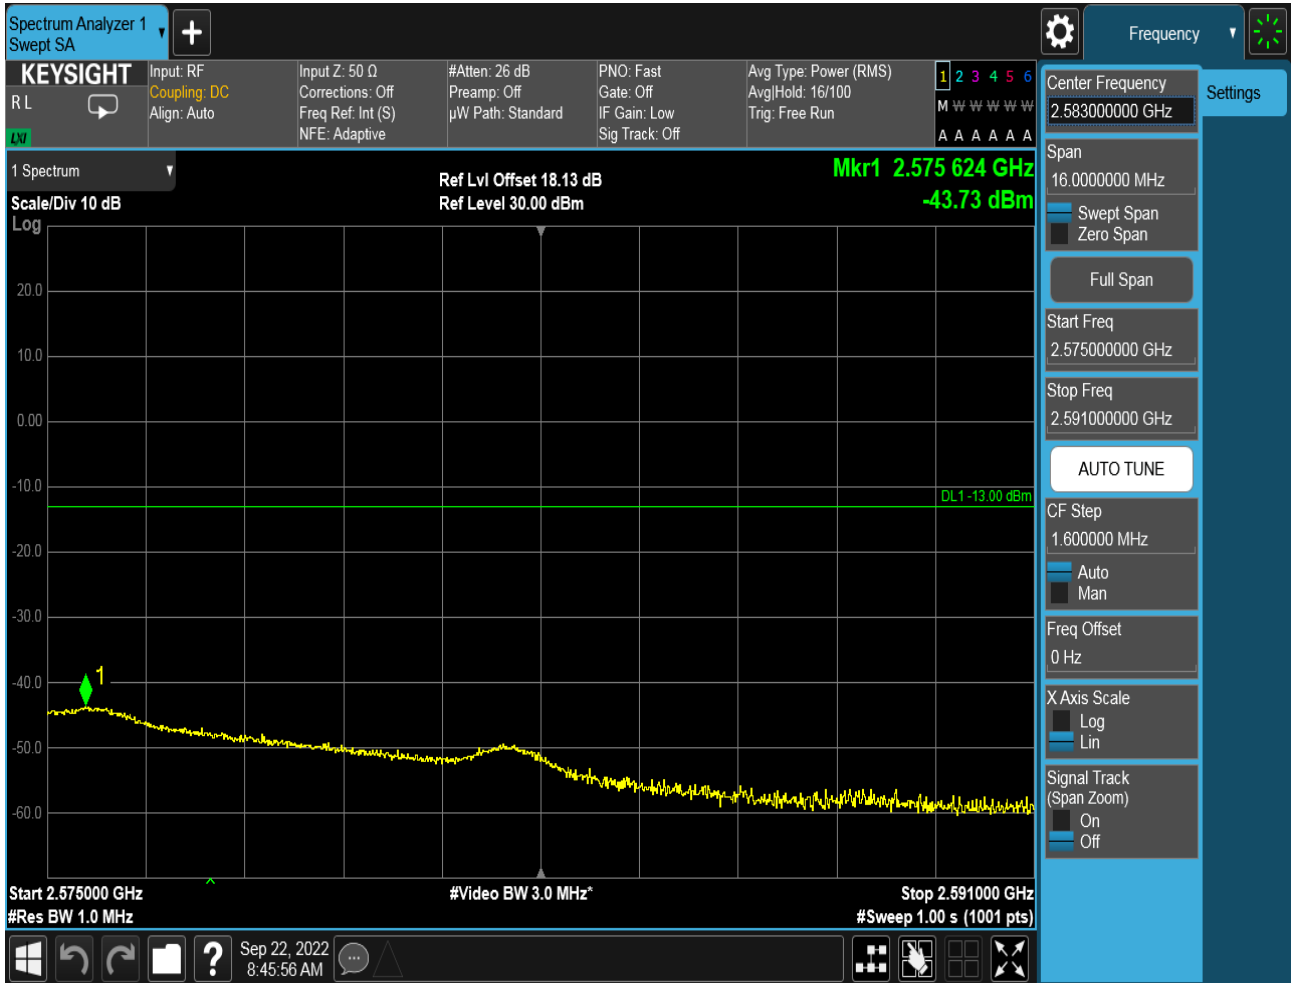 Spectrum Analyzer 1
Swept SA
Frequency
KEYSIGHT
R L
LXI
Input: RF
Coupling: DC
Align: Auto
Input Z: 50 Ω
Corrections: Off
Freq Ref: Int (S)
NFE: Adaptive
#Atten: 26 dB
Preamp: Off
µW Path: Standard
PNO: Fast
Gate: Off
IF Gain: Low
Sig Track: Off
Avg Type: Power (RMS)
Avg|Hold: 16/100
Trig: Free Run
1 2 3 4 5 6
M W W W W W
A A A A A A
1 Spectrum
Scale/Div 10 dB
Log
Ref Lvl Offset 18.13 dB
Ref Level 30.00 dBm
Mkr1 2.575 624 GHz
-43.73 dBm
20.0
10.0
0.00
-10.0
DL1 -13.00 dBm
-20.0
-30.0
1
-40.0
-50.0
-60.0
Start 2.575000 GHz
#Video BW 3.0 MHz*
Stop 2.591000 GHz
#Res BW 1.0 MHz
#Sweep 1.00 s (1001 pts)
Center Frequency
2.583000000 GHz
Settings
Span
16.0000000 MHz
Swept Span
Zero Span
Full Span
Start Freq
2.575000000 GHz
Stop Freq
2.591000000 GHz
AUTO TUNE
CF Step
1.600000 MHz
Auto
Man
Freq Offset
0 Hz
X Axis Scale
Log
Lin
Signal Track
(Span Zoom)
On
Off
?
Sep 22, 2022
8:45:56 AM